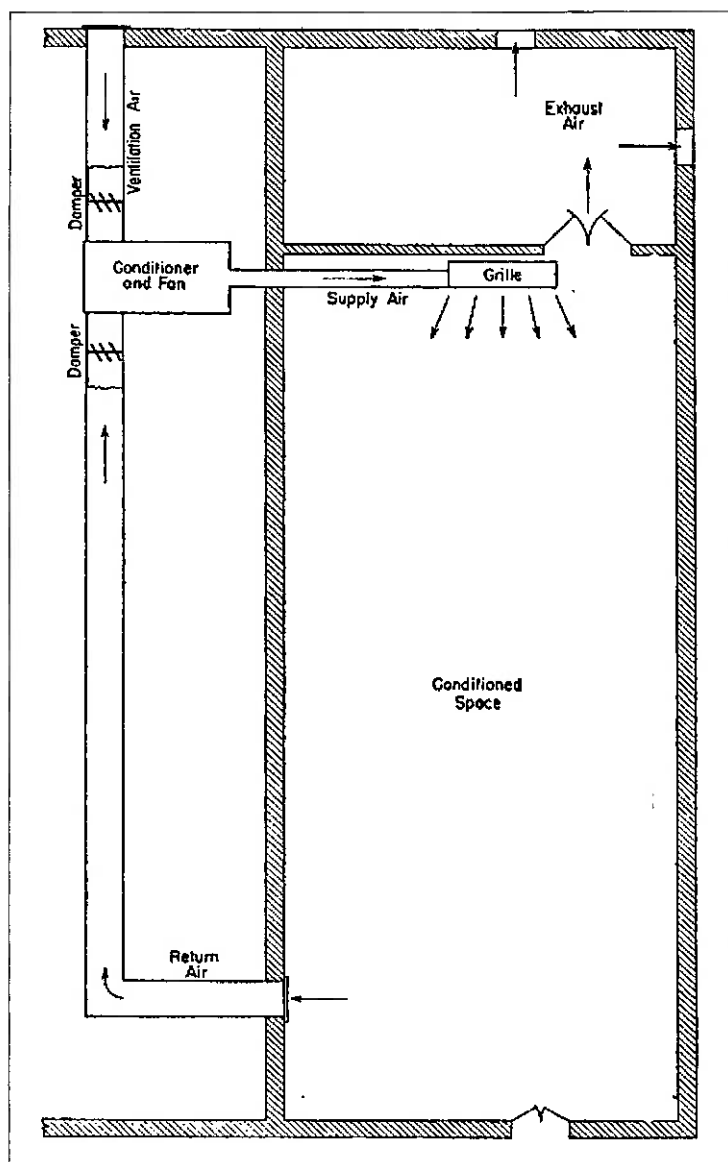 Ventilation Air
Exhaust
Air
Damper
Conditioner
and Fan
Supply Air
Grille
Damper
Conditioned
Space
Return
Air